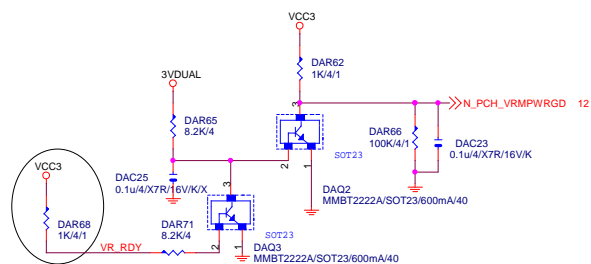 VCC3
DAR62
1K/4/1
3VDUAL
N_PCH_VRMPWRGD 12
3
DAR65
8.2K/4
DAR66
100K/4/1
DAC23
0.1u/4/X7R/16V/K
SOT23
2
1
VCC3
DAC25
0.1u/4/X7R/16V/K/X
3
DAQ2
MMBT2222A/SOT23/600mA/40
DAR68
1K/4/1
DAR71
8.2K/4
SOT23
VR_RDY
2
1
DAQ3
MMBT2222A/SOT23/600mA/40